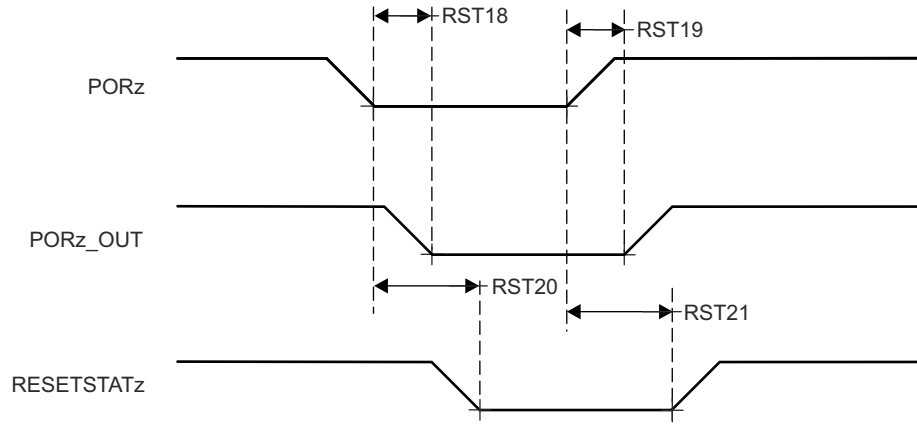 RST18
RST19
PORz
PORz_OUT
RST20
RST21
RESETSTATz